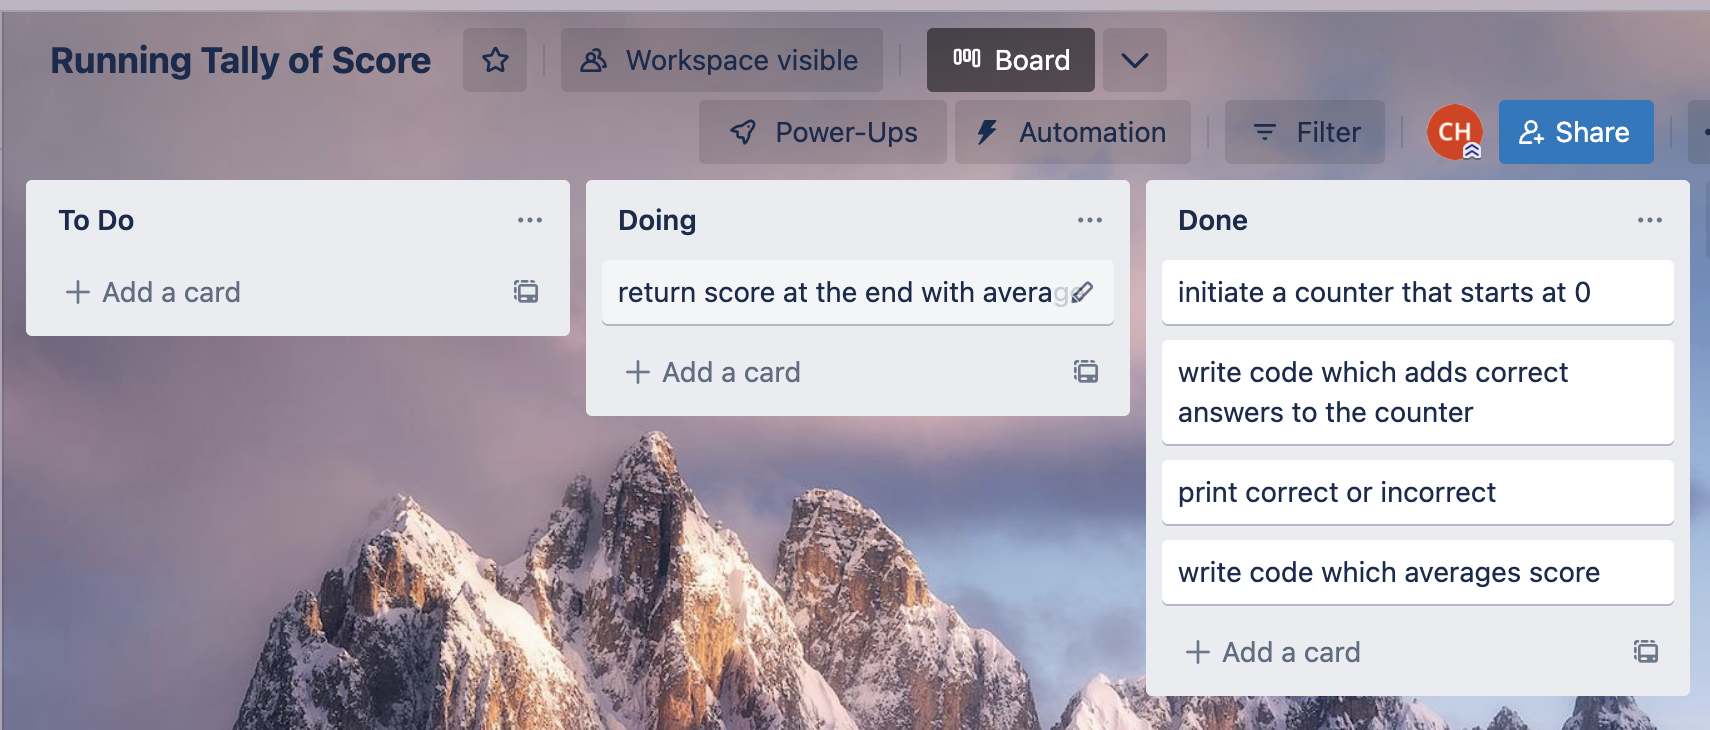 Running Tally of Score
Workspace visible
Board
Power-Ups
Automation
Filter
CH
Share
To Do
Add a card
Doing
return score at the end with average
Add a card
Done
initiate a counter that starts at 0
write code which adds correct
answers to the counter
print correct or incorrect
write code which averages score
Add a card